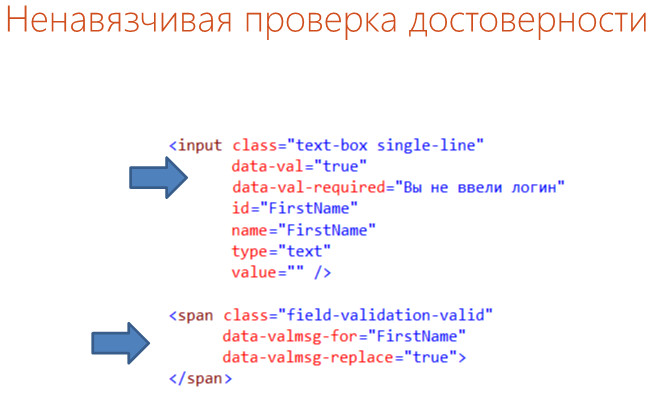 Ненавязчивая проверка достоверности
<input class="text-box single-line"
data-val="true"
data-val-required="Вы не ввели логин"
id="FirstName"
name="FirstName"
type="text"
value="" />
<span class="field-validation-valid"
data-valmsg-for="FirstName"
data-valmsg-replace="true">
</span>